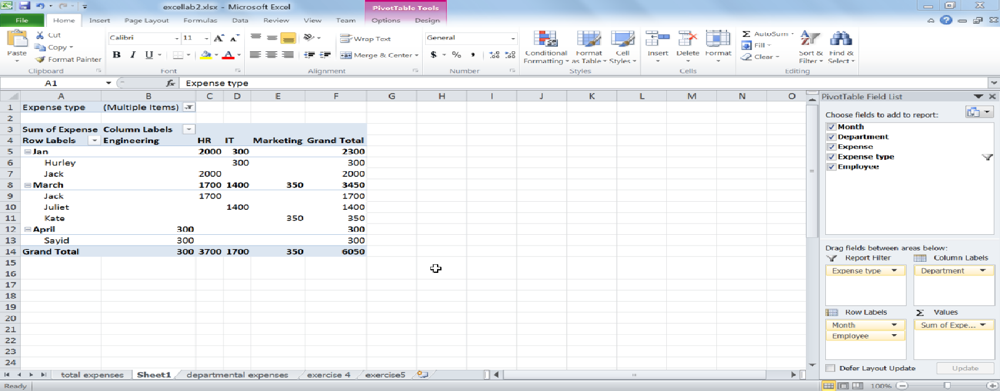 excellab2.xlsx - Microsoft Excel
PivotTable Tools
File Home Insert Page Layout Formulas Data Review View Team Options Design
Paste
Cut
Copy
Format Painter
Clipboard
Calibri 11
B I U
Font
Wrap Text
Merge & Center
Alignment
General
$ % ,
Number
Conditional Formatting
Format as Table
Cell Styles
Styles
Insert Delete Format
Cells
Σ AutoSum
Fill
Clear
Sort & Filter
Find & Select
Editing
A1 fx Expense type
A B C D E F G H I J K L M N O
1 Expense type (Multiple Items)
2
3 Sum of Expense Column Labels
4 Row Labels Engineering HR IT Marketing Grand Total
5 Jan 2000 300 2300
6 Hurley 300 300
7 Jack 2000 2000
8 March 1700 1400 350 3450
9 Jack 1700 1700
10 Juliet 1400 1400
11 Kate 350 350
12 April 300 300
13 Sayid 300 300
14 Grand Total 300 3700 1700 350 6050
15
16
17
18
19
20
21
22
23
24
PivotTable Field List
Choose fields to add to report:
Month
Department
Expense
Expense type
Employee
Drag fields between areas below:
Report Filter
Expense type
Column Labels
Department
Row Labels
Month
Employee
Σ Values
Sum of Expe...
Defer Layout Update Update
total expenses Sheet1 departmental expenses exercise 4 exercise5
Ready 100%